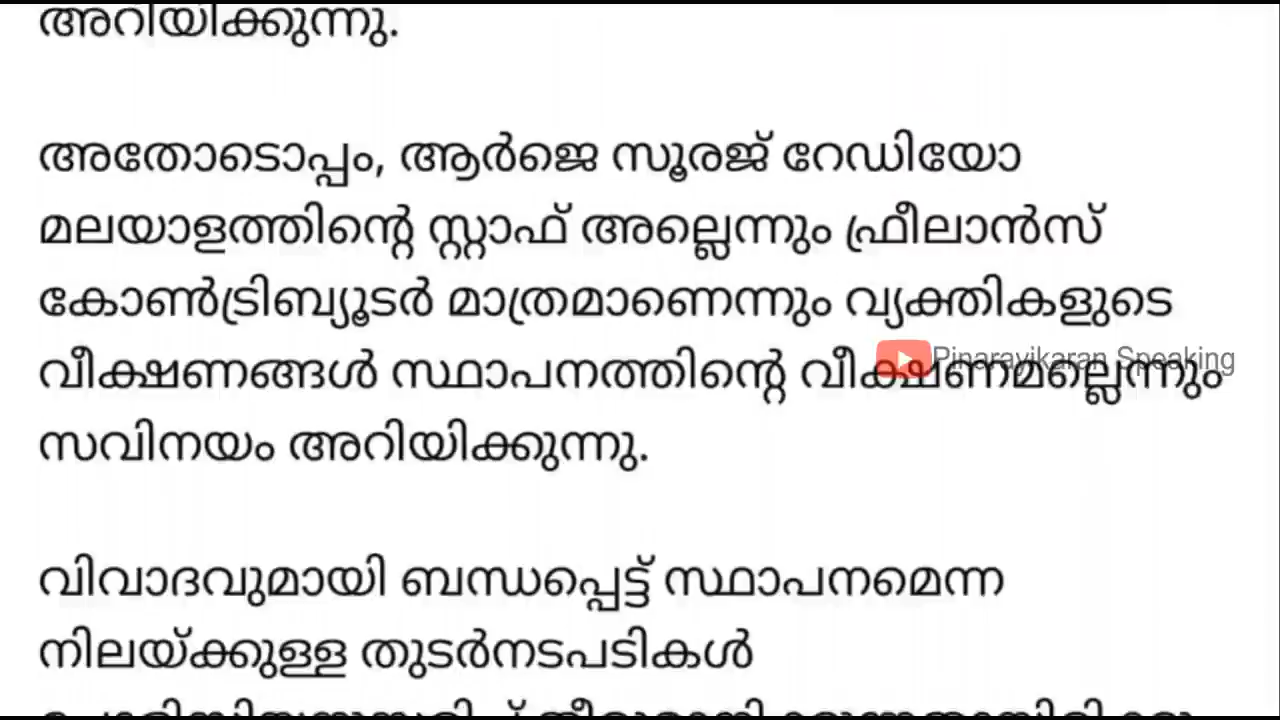 അറിയിക്കുന്നു.
അതോടൊപ്പം, ആർജെ സൂരജ് റേഡിയോ
മലയാളത്തിന്റെ സ്റ്റാഫ് അല്ലെന്നും ഫ്രീലാൻസ്
കോൺട്രിബ്യൂടർ മാത്രമാണെന്നും വ്യക്തികളുടെ
വീക്ഷണങ്ങൾ സ്ഥാപനത്തിന്റെ വീക്ഷണമല്ലെന്നും
Pinarayikaran Speaking
സവിനയം അറിയിക്കുന്നു.
വിവാദവുമായി ബന്ധപ്പെട്ട് സ്ഥാപനമെന്ന
നിലയ്ക്കുള്ള തുടർനടപടികൾ